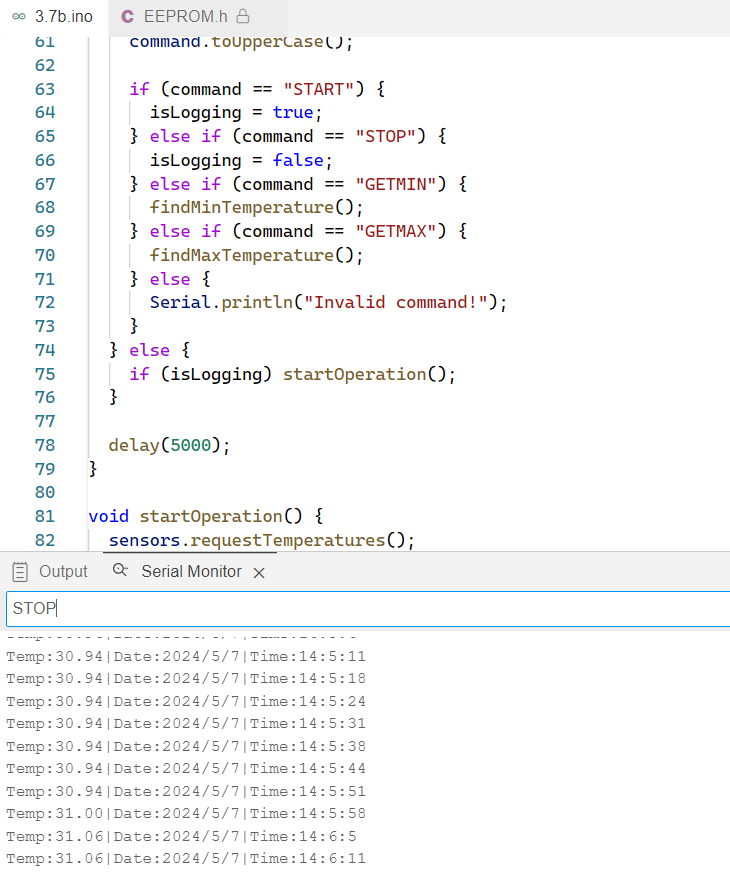 3.7b.ino C EEPROM.h
61 command.toUpperCase();
62
63 if (command == "START") {
64 isLogging = true;
65 } else if (command == "STOP") {
66 isLogging = false;
67 } else if (command == "GETMIN") {
68 findMinTemperature();
69 } else if (command == "GETMAX") {
70 findMaxTemperature();
71 } else {
72 Serial.println("Invalid command!");
73 }
74 } else {
75 if (isLogging) startOperation();
76 }
77
78 delay(5000);
79 }
80
81 void startOperation() {
82 sensors.requestTemperatures();
Output Serial Monitor
STOP
Temp:30.94|Date:2024/5/7|Time:14:5:11
Temp:30.94|Date:2024/5/7|Time:14:5:18
Temp:30.94|Date:2024/5/7|Time:14:5:24
Temp:30.94|Date:2024/5/7|Time:14:5:31
Temp:30.94|Date:2024/5/7|Time:14:5:38
Temp:30.94|Date:2024/5/7|Time:14:5:44
Temp:30.94|Date:2024/5/7|Time:14:5:51
Temp:31.00|Date:2024/5/7|Time:14:5:58
Temp:31.06|Date:2024/5/7|Time:14:6:5
Temp:31.06|Date:2024/5/7|Time:14:6:11